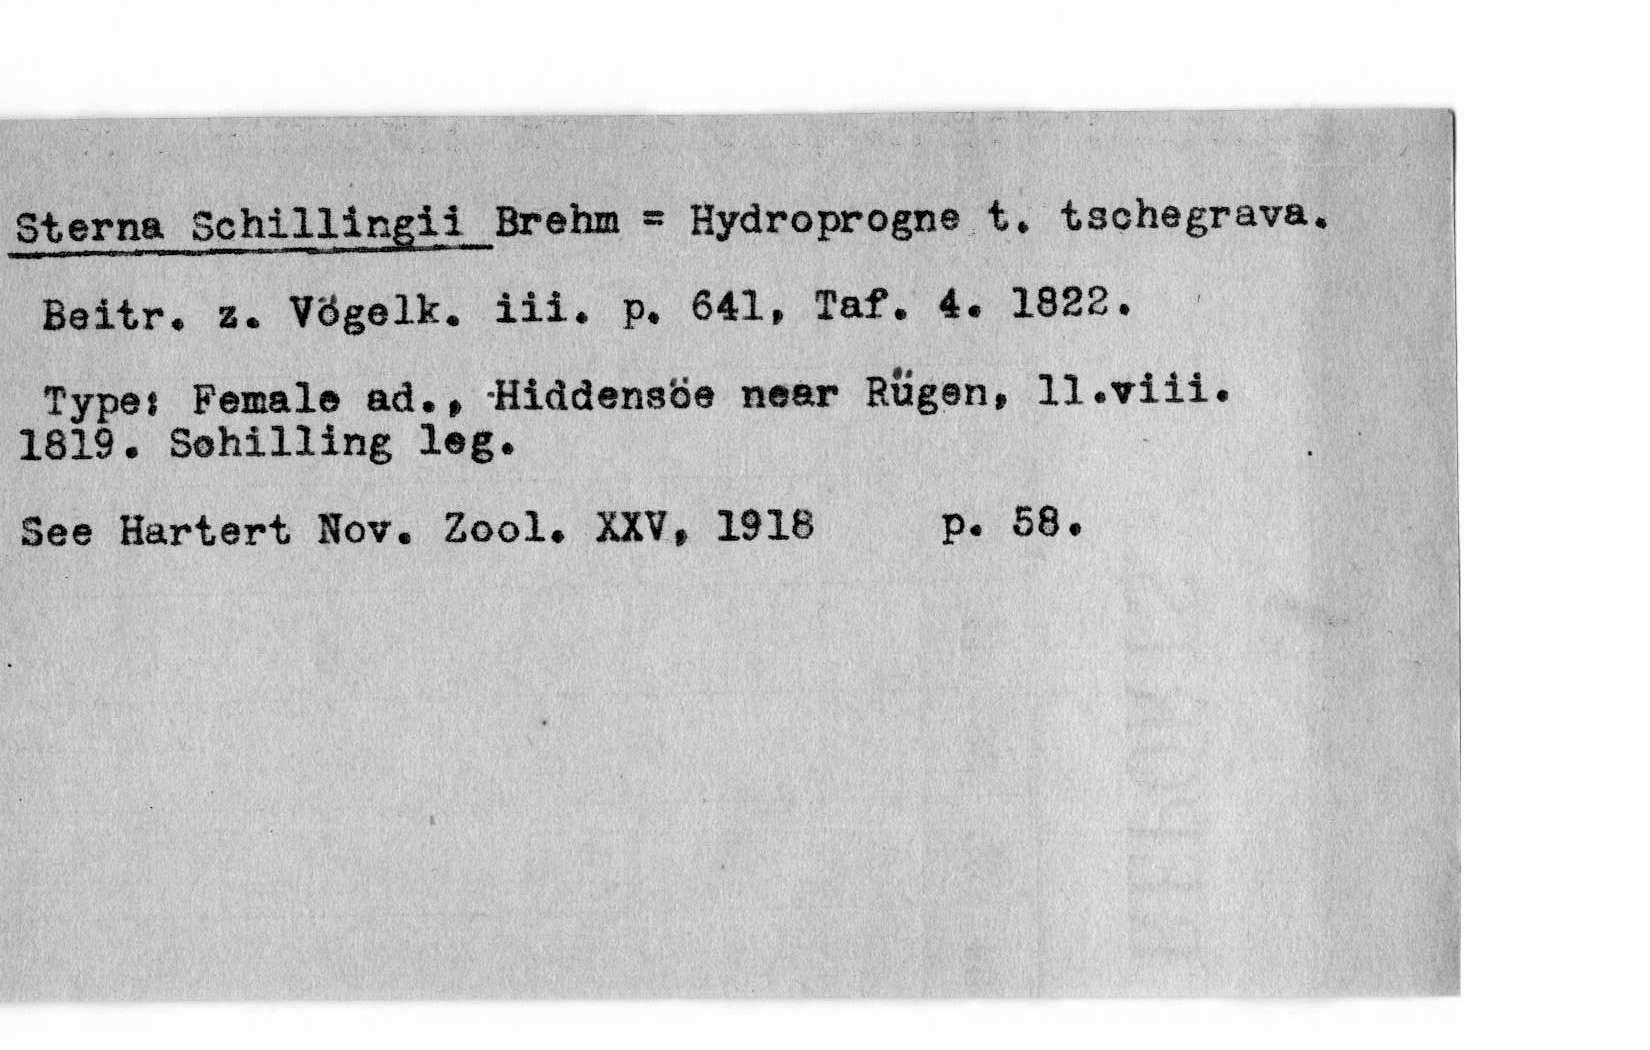 Sterna Schillingii Brehm = Hydroprogne t. tschegrava.
Beitr. z. Vögelk. iii. p. 641, Taf. 4. 1822.
Type: Female ad., Hiddensöe near Rügen, 11.viii.
1819. Schilling leg.
See Hartert Nov. Zool. XXV, 1918 p. 58.